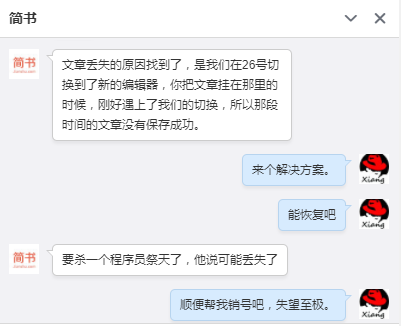 简书
简书
文章丢失的原因找到了，是我们在26号切
换到了新的编辑器，你把文章挂在那里的
时候，刚好遇上了我们的切换，所以那段
时间的文章没有保存成功。
来个解决方案。
Xiang
能恢复吧
Xiang
简书
要杀一个程序员祭天了，他说可能丢失了
顺便帮我销号吧，失望至极。
Xiang